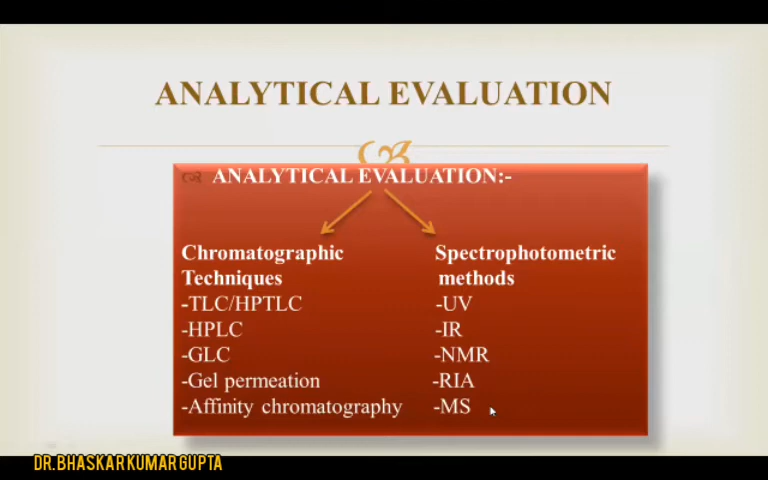 ANALYTICAL EVALUATION
ANALYTICAL EVALUATION:-
Chromatographic
Techniques
-TLC/HPTLC
-HPLC
-GLC
-Gel permeation
-Affinity chromatography
Spectrophotometric
methods
-UV
-IR
-NMR
-RIA
-MS
DR.BHASKAR KUMAR GUPTA